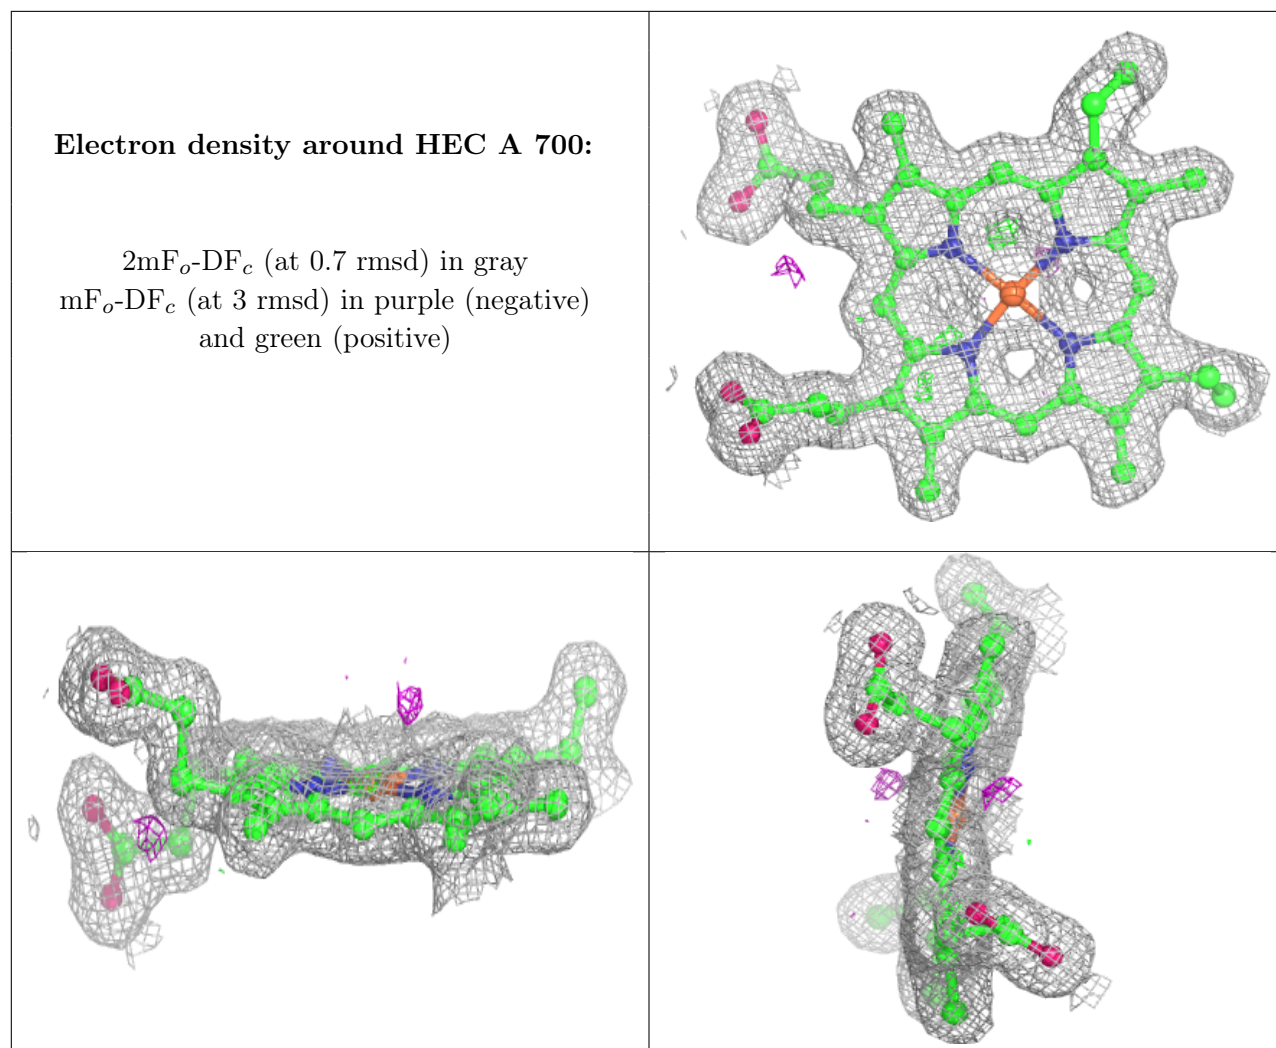 Electron density around HEC A 700:
2mFo-DFc (at 0.7 rmsd) in gray
mFo-DFc (at 3 rmsd) in purple (negative)
and green (positive)